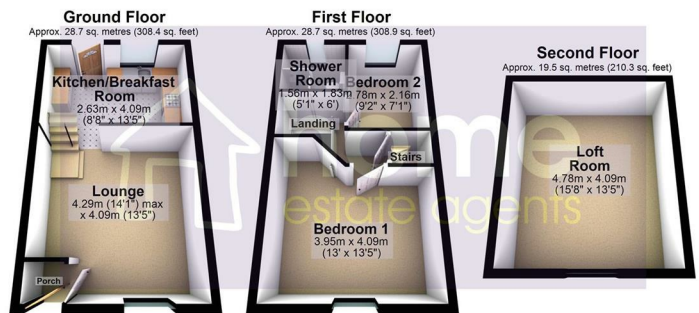 Ground Floor
Approx. 28.7 sq. metres (308.4 sq. feet)
Kitchen/Breakfast
Room
2.63m x 4.09m
(8'8" x 13'5")
Lounge
4.29m (14'1") max
x 4.09m (13'5")
Porch
First Floor
Approx. 28.7 sq. metres (308.9 sq. feet)
Shower
Room
1.56m x 1.83m
(5'1" x 6')
Bedroom 2
2.78m x 2.16m
(9'2" x 7'1")
Landing
Stairs
Bedroom 1
3.95m x 4.09m
(13' x 13'5")
Second Floor
Approx. 19.5 sq. metres (210.3 sq. feet)
Loft
Room
4.78m x 4.09m
(15'8" x 13'5")
home
estate agents